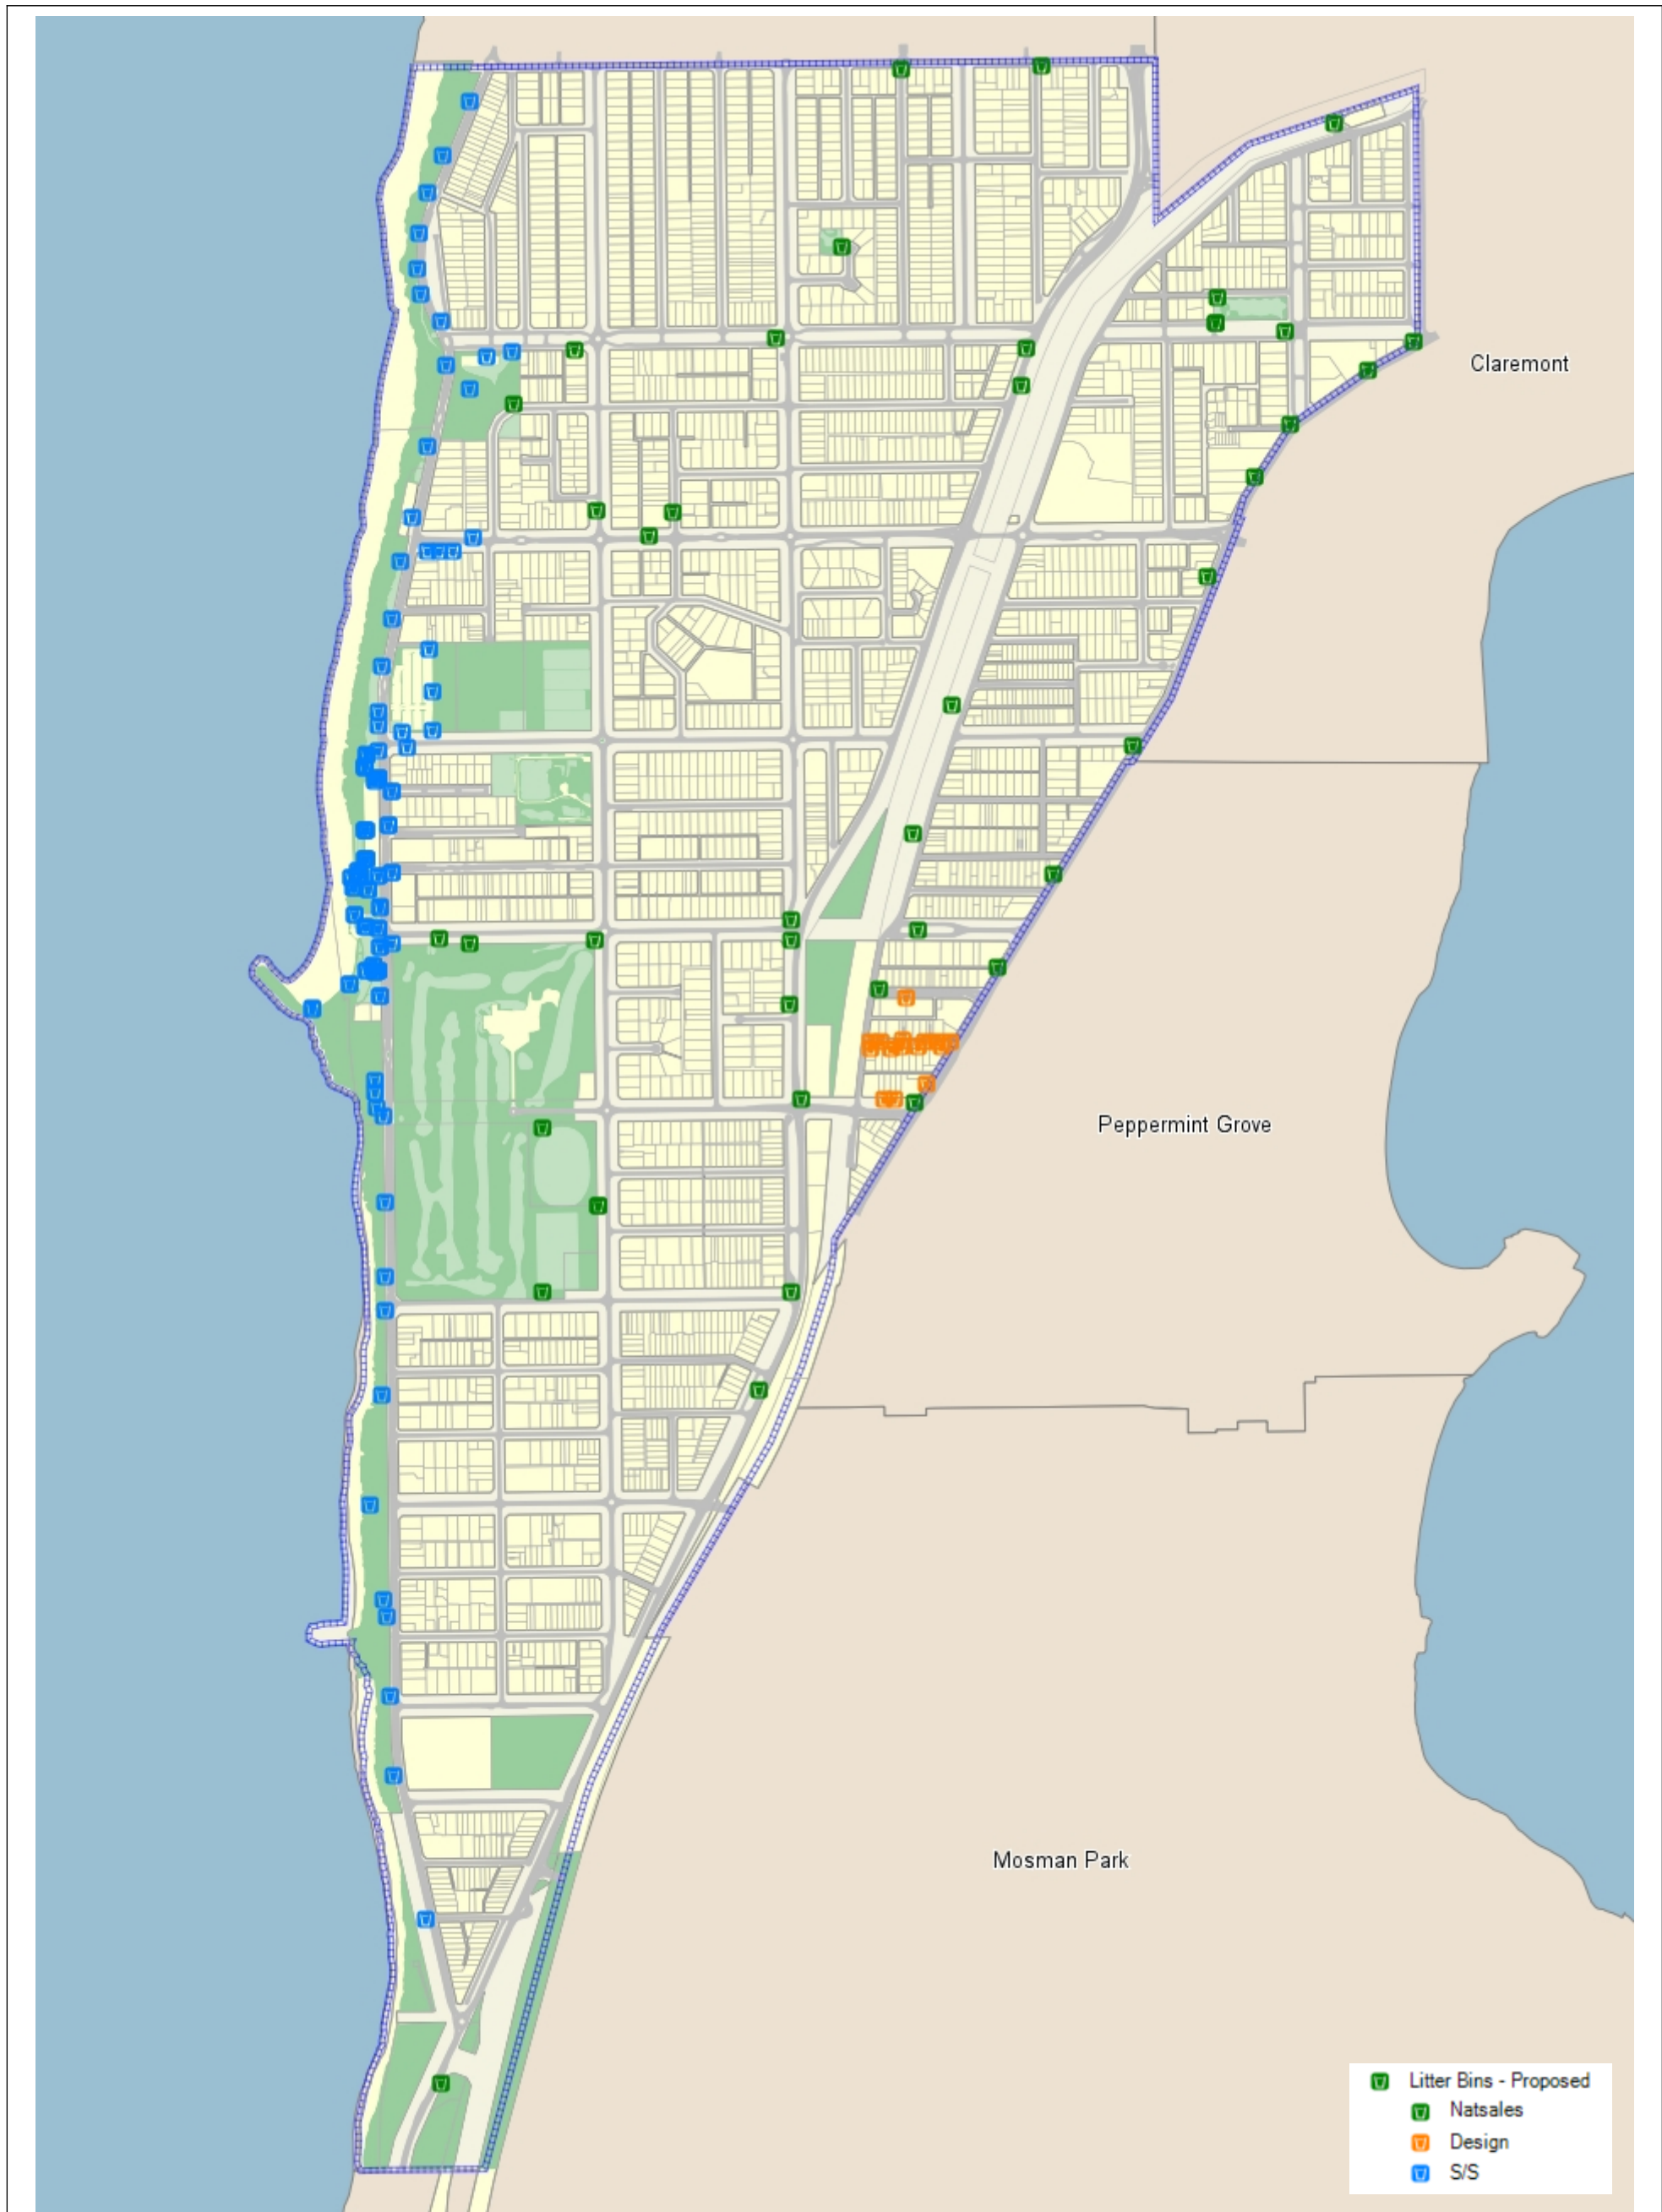 Claremont
Peppermint Grove
Mosman Park
Litter Bins - Proposed
Natsales
Design
S/S